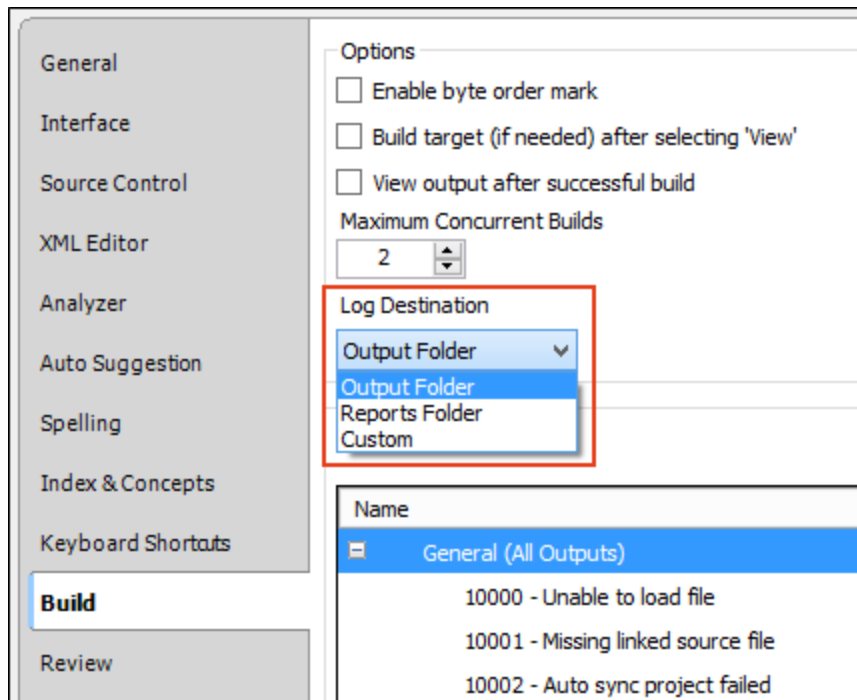 General
Interface
Source Control
XML Editor
Analyzer
Auto Suggestion
Spelling
Index & Concepts
Keyboard Shortcuts
Build
Review
Options
Enable byte order mark
Build target (if needed) after selecting 'View'
View output after successful build
Maximum Concurrent Builds
2
Log Destination
Output Folder
Output Folder
Reports Folder
Custom
Name
General (All Outputs)
10000 - Unable to load file
10001 - Missing linked source file
10002 - Auto sync project failed